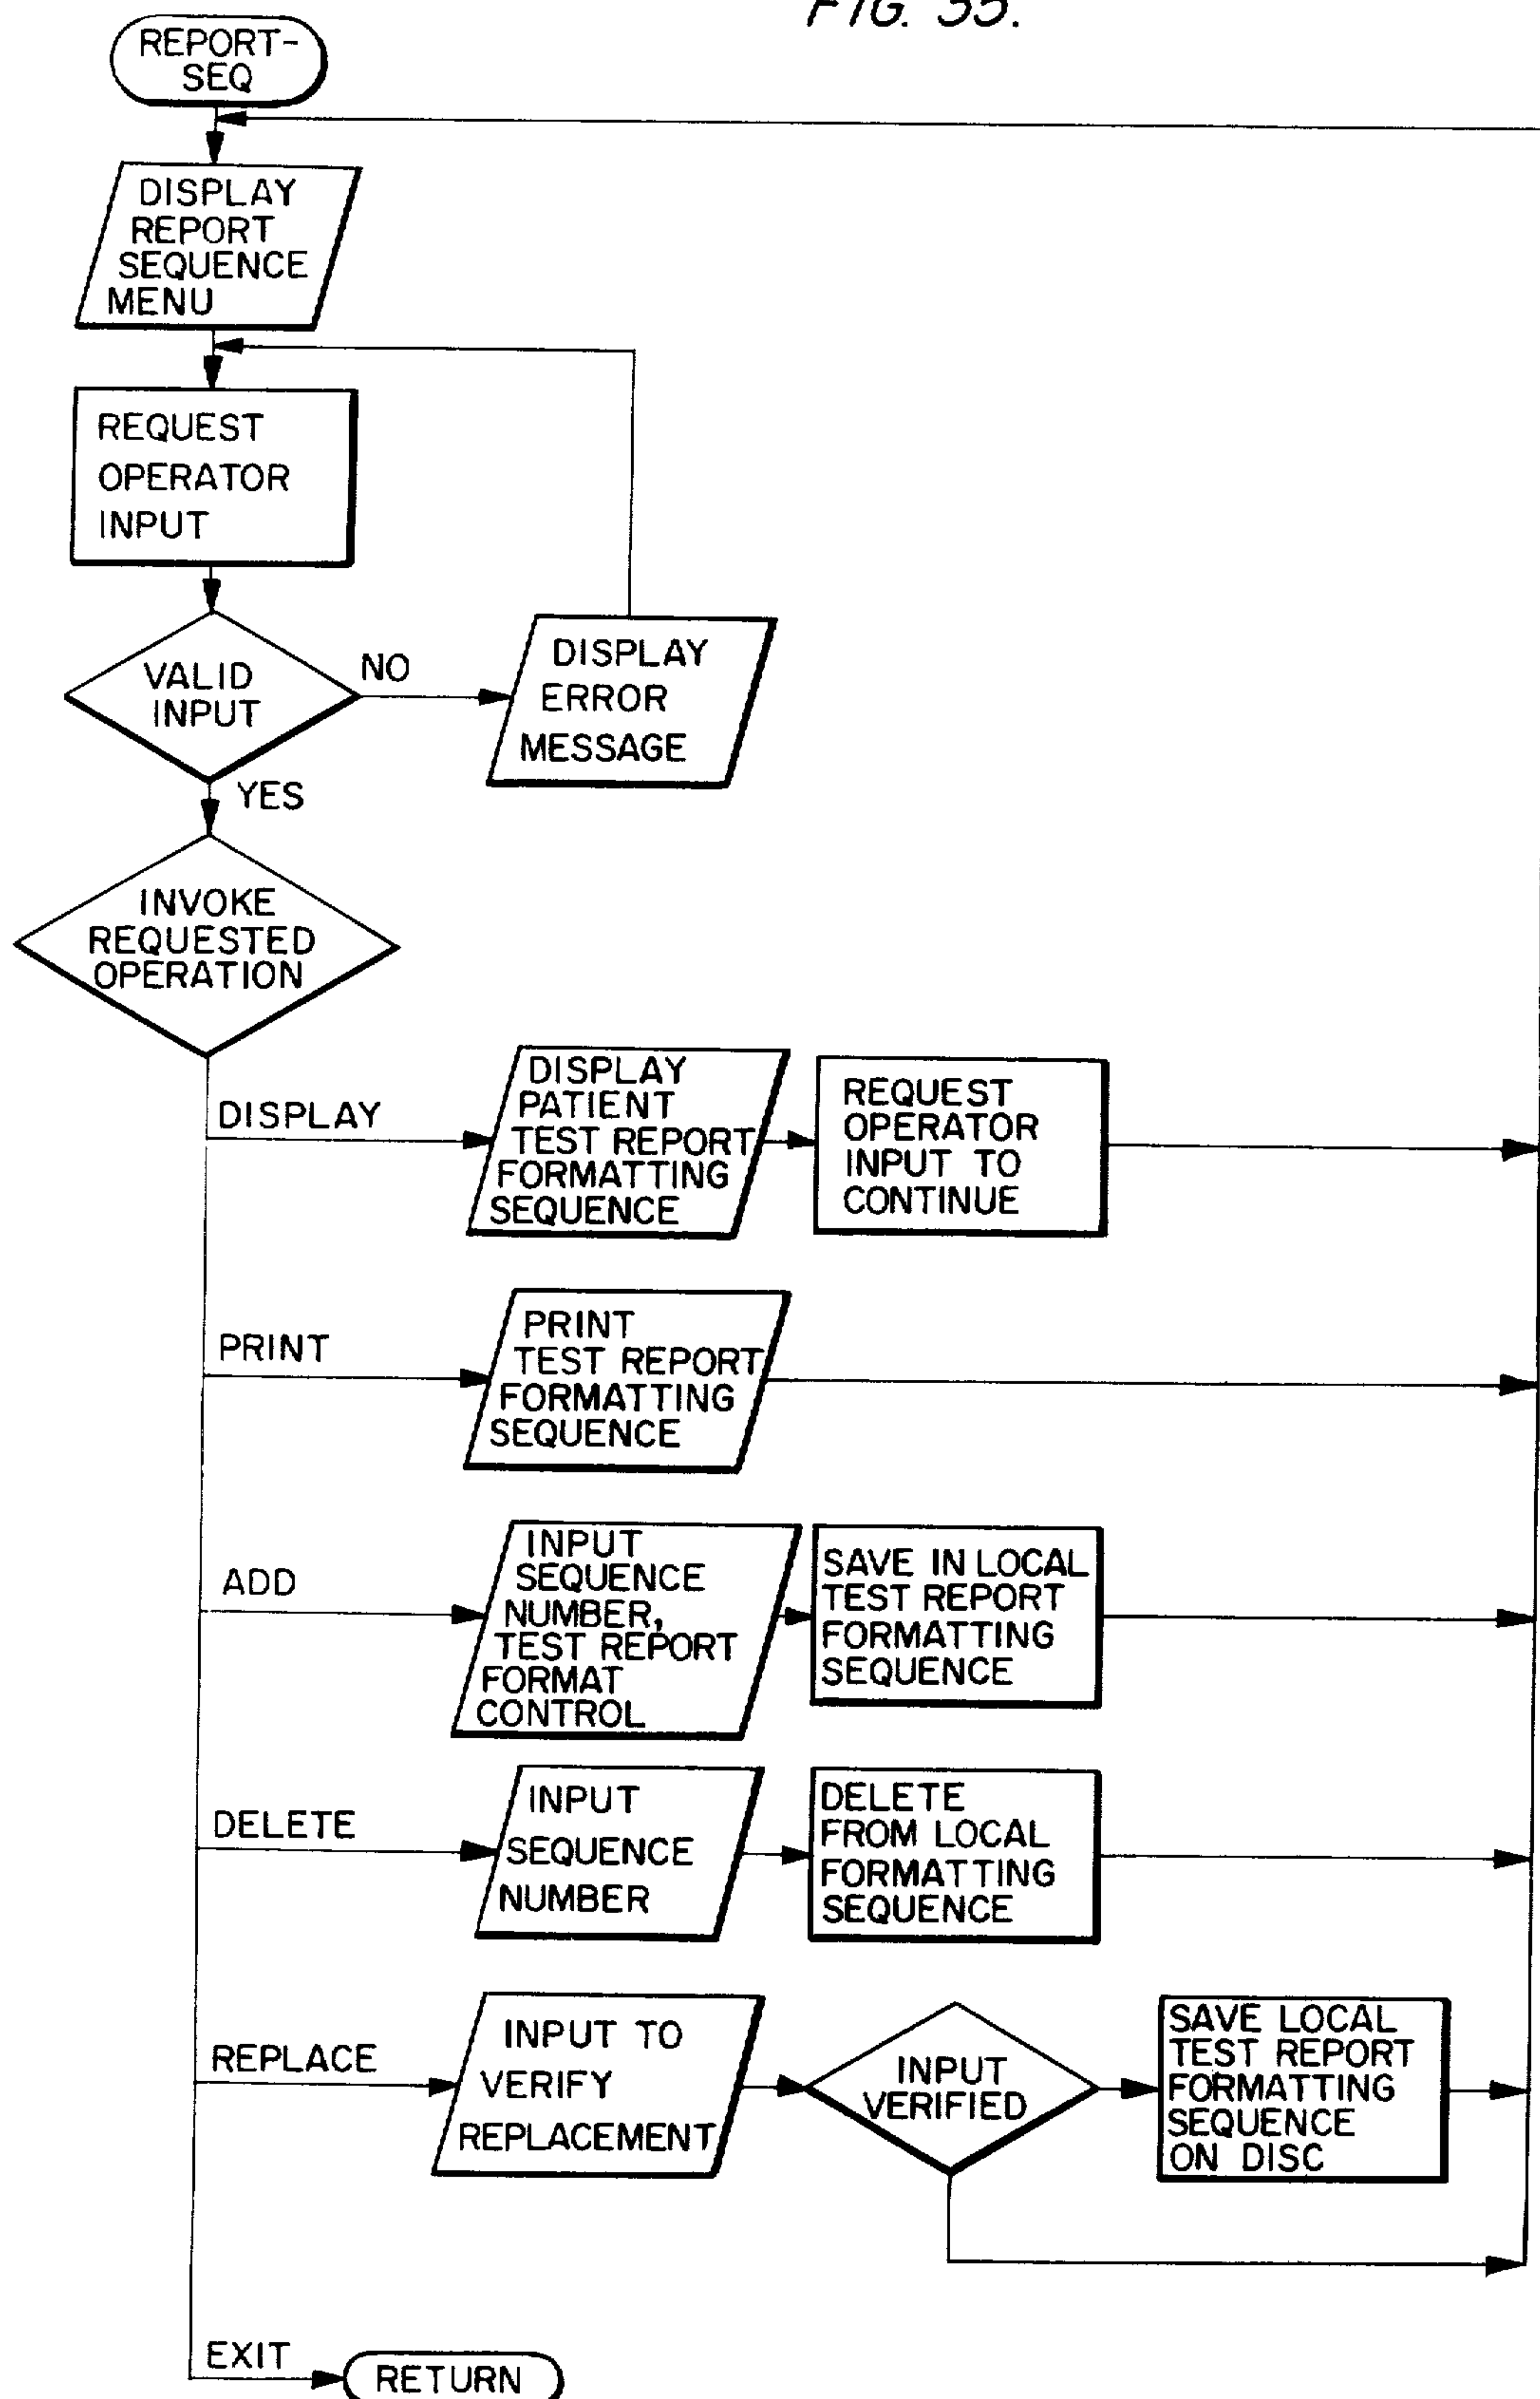 FIG. 35.
REPORT-
SEQ
DISPLAY
REPORT
SEQUENCE
MENU
REQUEST
OPERATOR
INPUT
VALID
INPUT
NO
DISPLAY
ERROR
MESSAGE
YES
INVOKE
REQUESTED
OPERATION
DISPLAY
DISPLAY
PATIENT
TEST REPORT
FORMATTING
SEQUENCE
REQUEST
OPERATOR
INPUT TO
CONTINUE
PRINT
PRINT
TEST REPORT
FORMATTING
SEQUENCE
ADD
INPUT
SEQUENCE
NUMBER,
TEST REPORT
FORMAT
CONTROL
SAVE IN LOCAL
TEST REPORT
FORMATTING
SEQUENCE
DELETE
INPUT
SEQUENCE
NUMBER
DELETE
FROM LOCAL
FORMATTING
SEQUENCE
REPLACE
INPUT TO
VERIFY
REPLACEMENT
INPUT
VERIFIED
SAVE LOCAL
TEST REPORT
FORMATTING
SEQUENCE
ON DISC
EXIT
RETURN